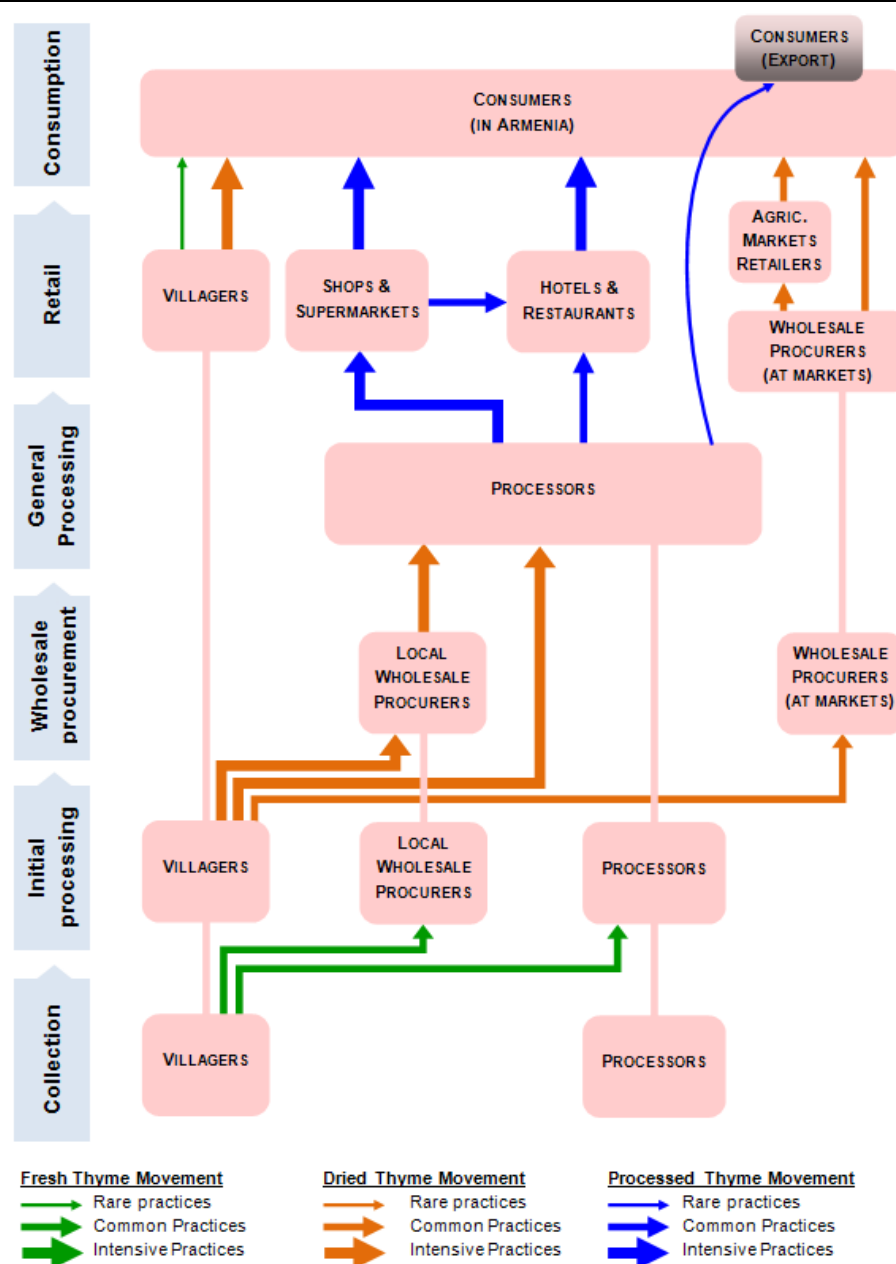 Consumption
CONSUMERS
(EXPORT)
CONSUMERS
(IN ARMENIA)
Retail
VILLAGERS
SHOPS &
SUPERMARKETS
HOTELS &
RESTAURANTS
AGRIC.
MARKETS
RETAILERS
WHOLESALE
PROCURERS
(AT MARKETS)
General
Processing
PROCESSORS
Wholesale
procurement
LOCAL
WHOLESALE
PROCURERS
WHOLESALE
PROCURERS
(AT MARKETS)
Initial
processing
VILLAGERS
LOCAL
WHOLESALE
PROCURERS
PROCESSORS
Collection
VILLAGERS
PROCESSORS
Fresh Thyme Movement
Rare practices
Common Practices
Intensive Practices
Dried Thyme Movement
Rare practices
Common Practices
Intensive Practices
Processed Thyme Movement
Rare practices
Common Practices
Intensive Practices